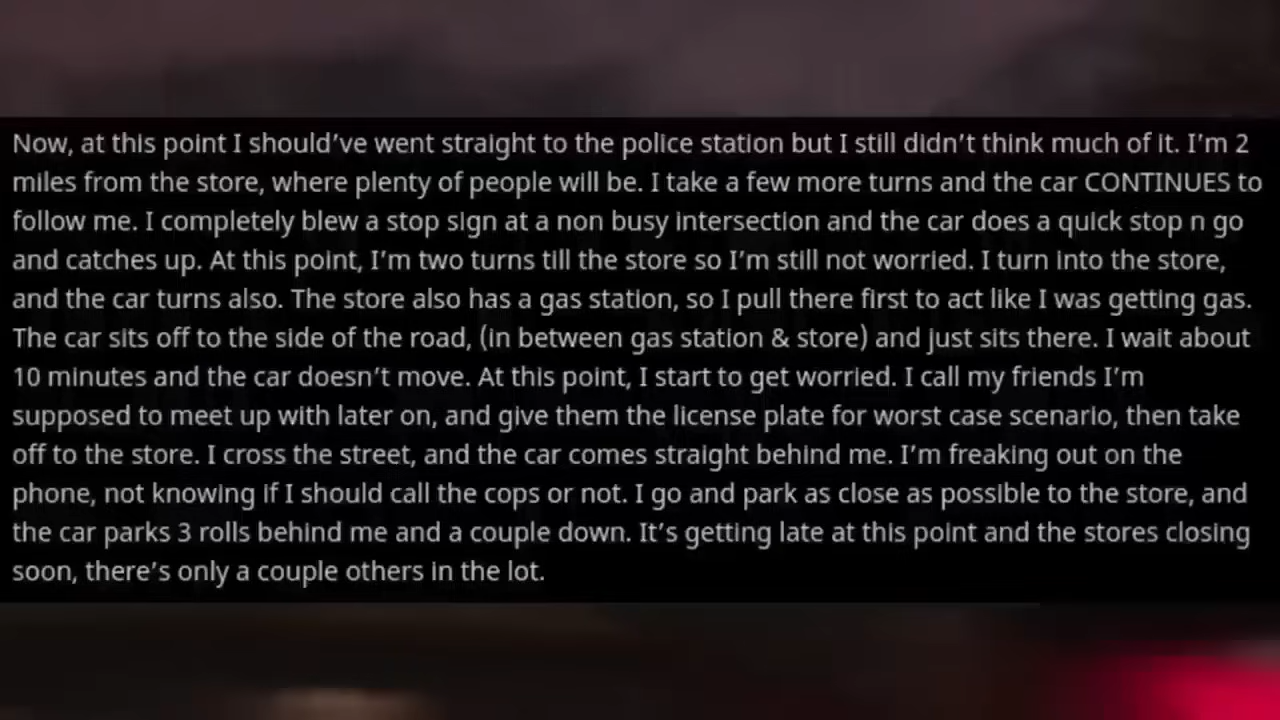 Now, at this point I should’ve went straight to the police station but I still didn’t think much of it. I’m 2
miles from the store, where plenty of people will be. I take a few more turns and the car CONTINUES to
follow me. I completely blew a stop sign at a non busy intersection and the car does a quick stop n go
and catches up. At this point, I’m two turns till the store so I’m still not worried. I turn into the store,
and the car turns also. The store also has a gas station, so I pull there first to act like I was getting gas.
The car sits off to the side of the road, (in between gas station & store) and just sits there. I wait about
10 minutes and the car doesn’t move. At this point, I start to get worried. I call my friends I’m
supposed to meet up with later on, and give them the license plate for worst case scenario, then take
off to the store. I cross the street, and the car comes straight behind me. I’m freaking out on the
phone, not knowing if I should call the cops or not. I go and park as close as possible to the store, and
the car parks 3 rolls behind me and a couple down. It’s getting late at this point and the stores closing
soon, there’s only a couple others in the lot.